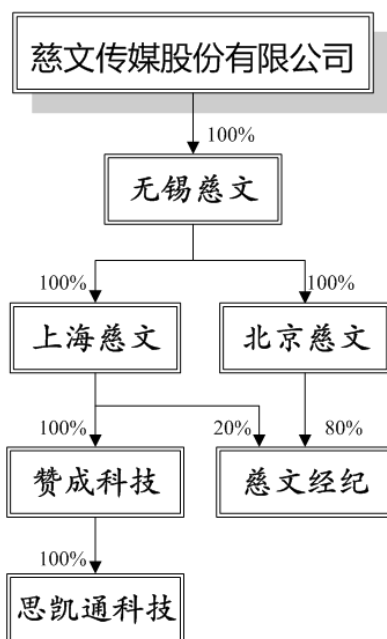 慈文传媒股份有限公司
100%
无锡慈文
100%
100%
上海慈文
北京慈文
100%
20%
80%
赞成科技
慈文经纪
100%
思凯通科技